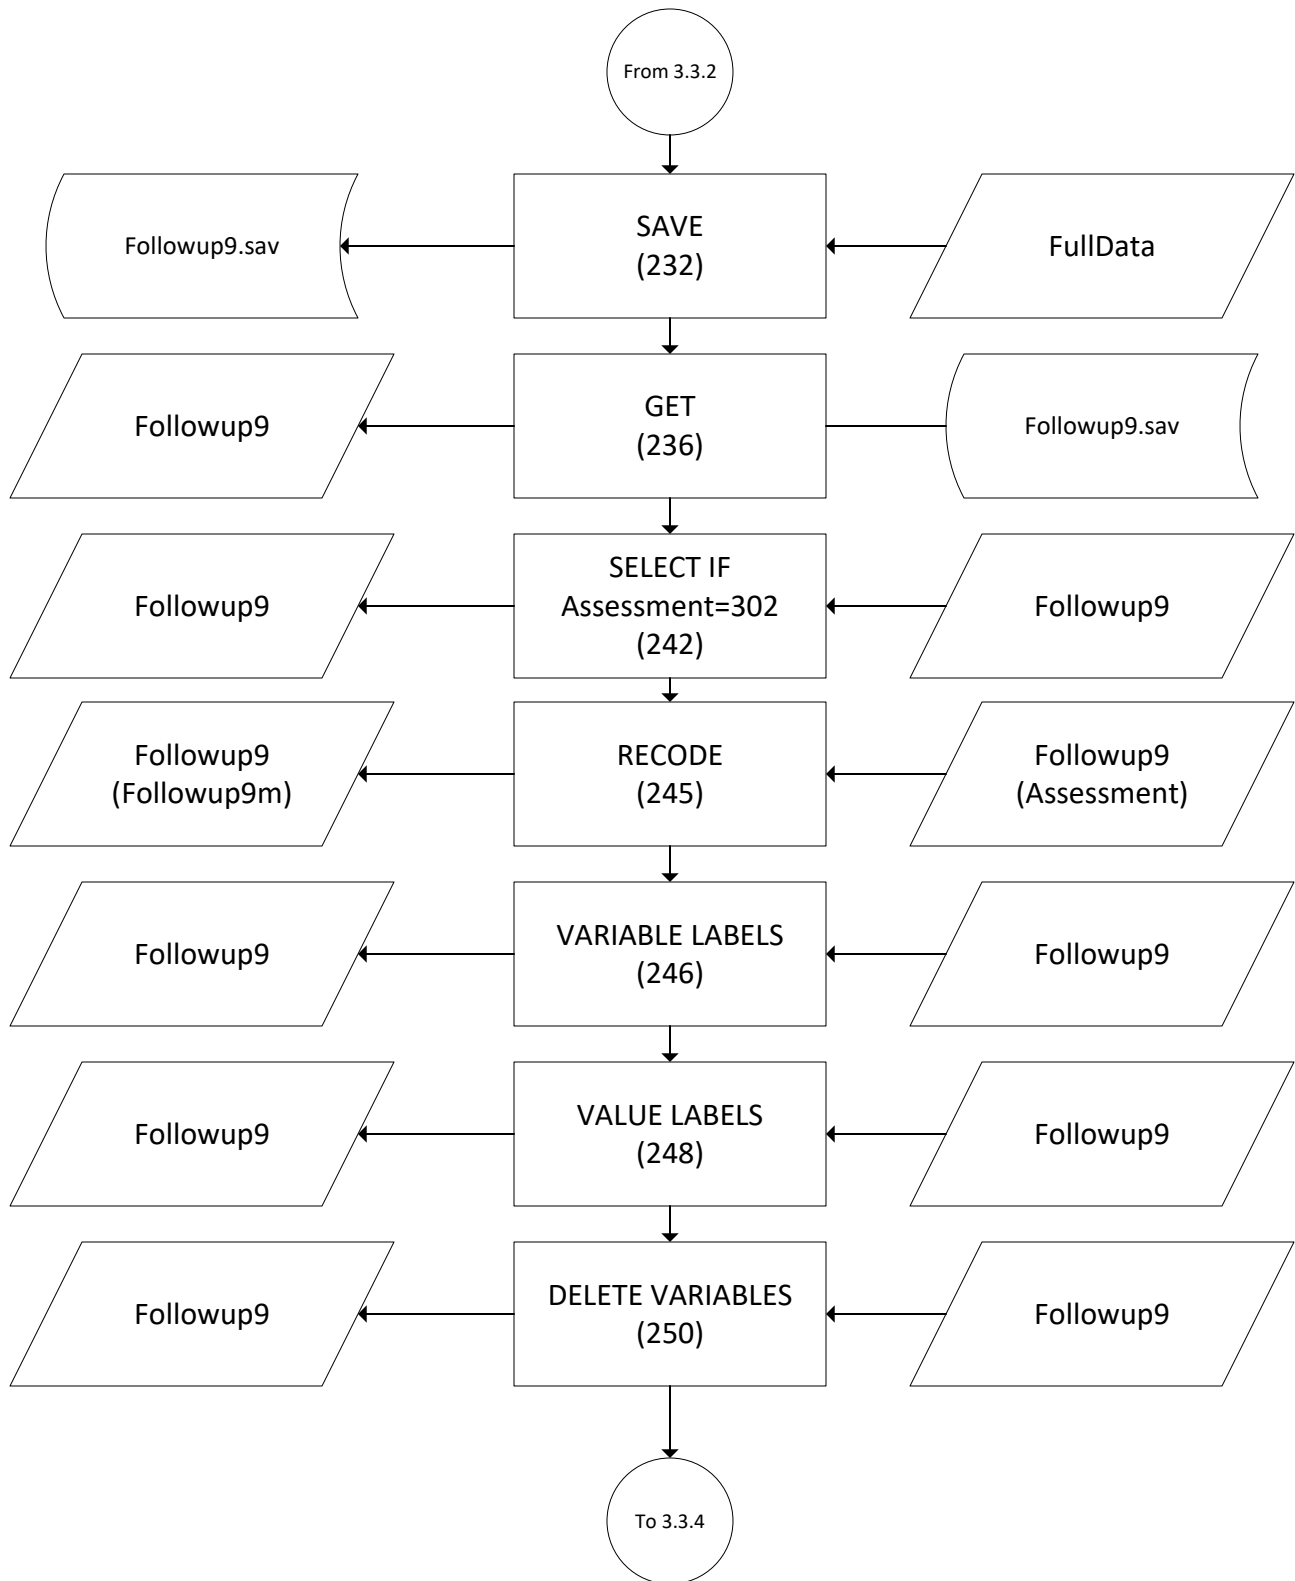 From 3.3.2
Followup9.sav
SAVE
(232)
FullData
Followup9
GET
(236)
Followup9.sav
Followup9
SELECT IF
Assessment=302
(242)
Followup9
Followup9
(Followup9m)
RECODE
(245)
Followup9
(Assessment)
Followup9
VARIABLE LABELS
(246)
Followup9
Followup9
VALUE LABELS
(248)
Followup9
Followup9
DELETE VARIABLES
(250)
Followup9
To 3.3.4